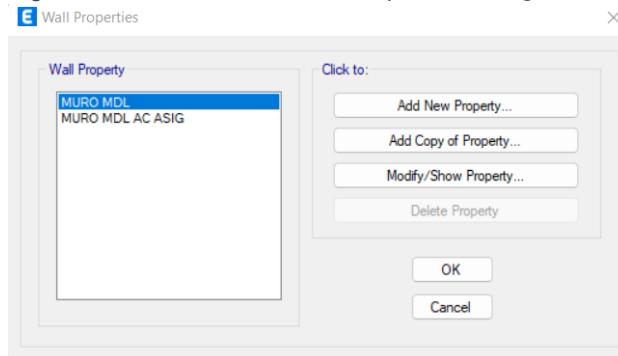 E Wall Properties
Wall Property
MURO MDL
MURO MDL AC ASIG
Click to:
Add New Property...
Add Copy of Property...
Modify/Show Property...
Delete Property
OK
Cancel